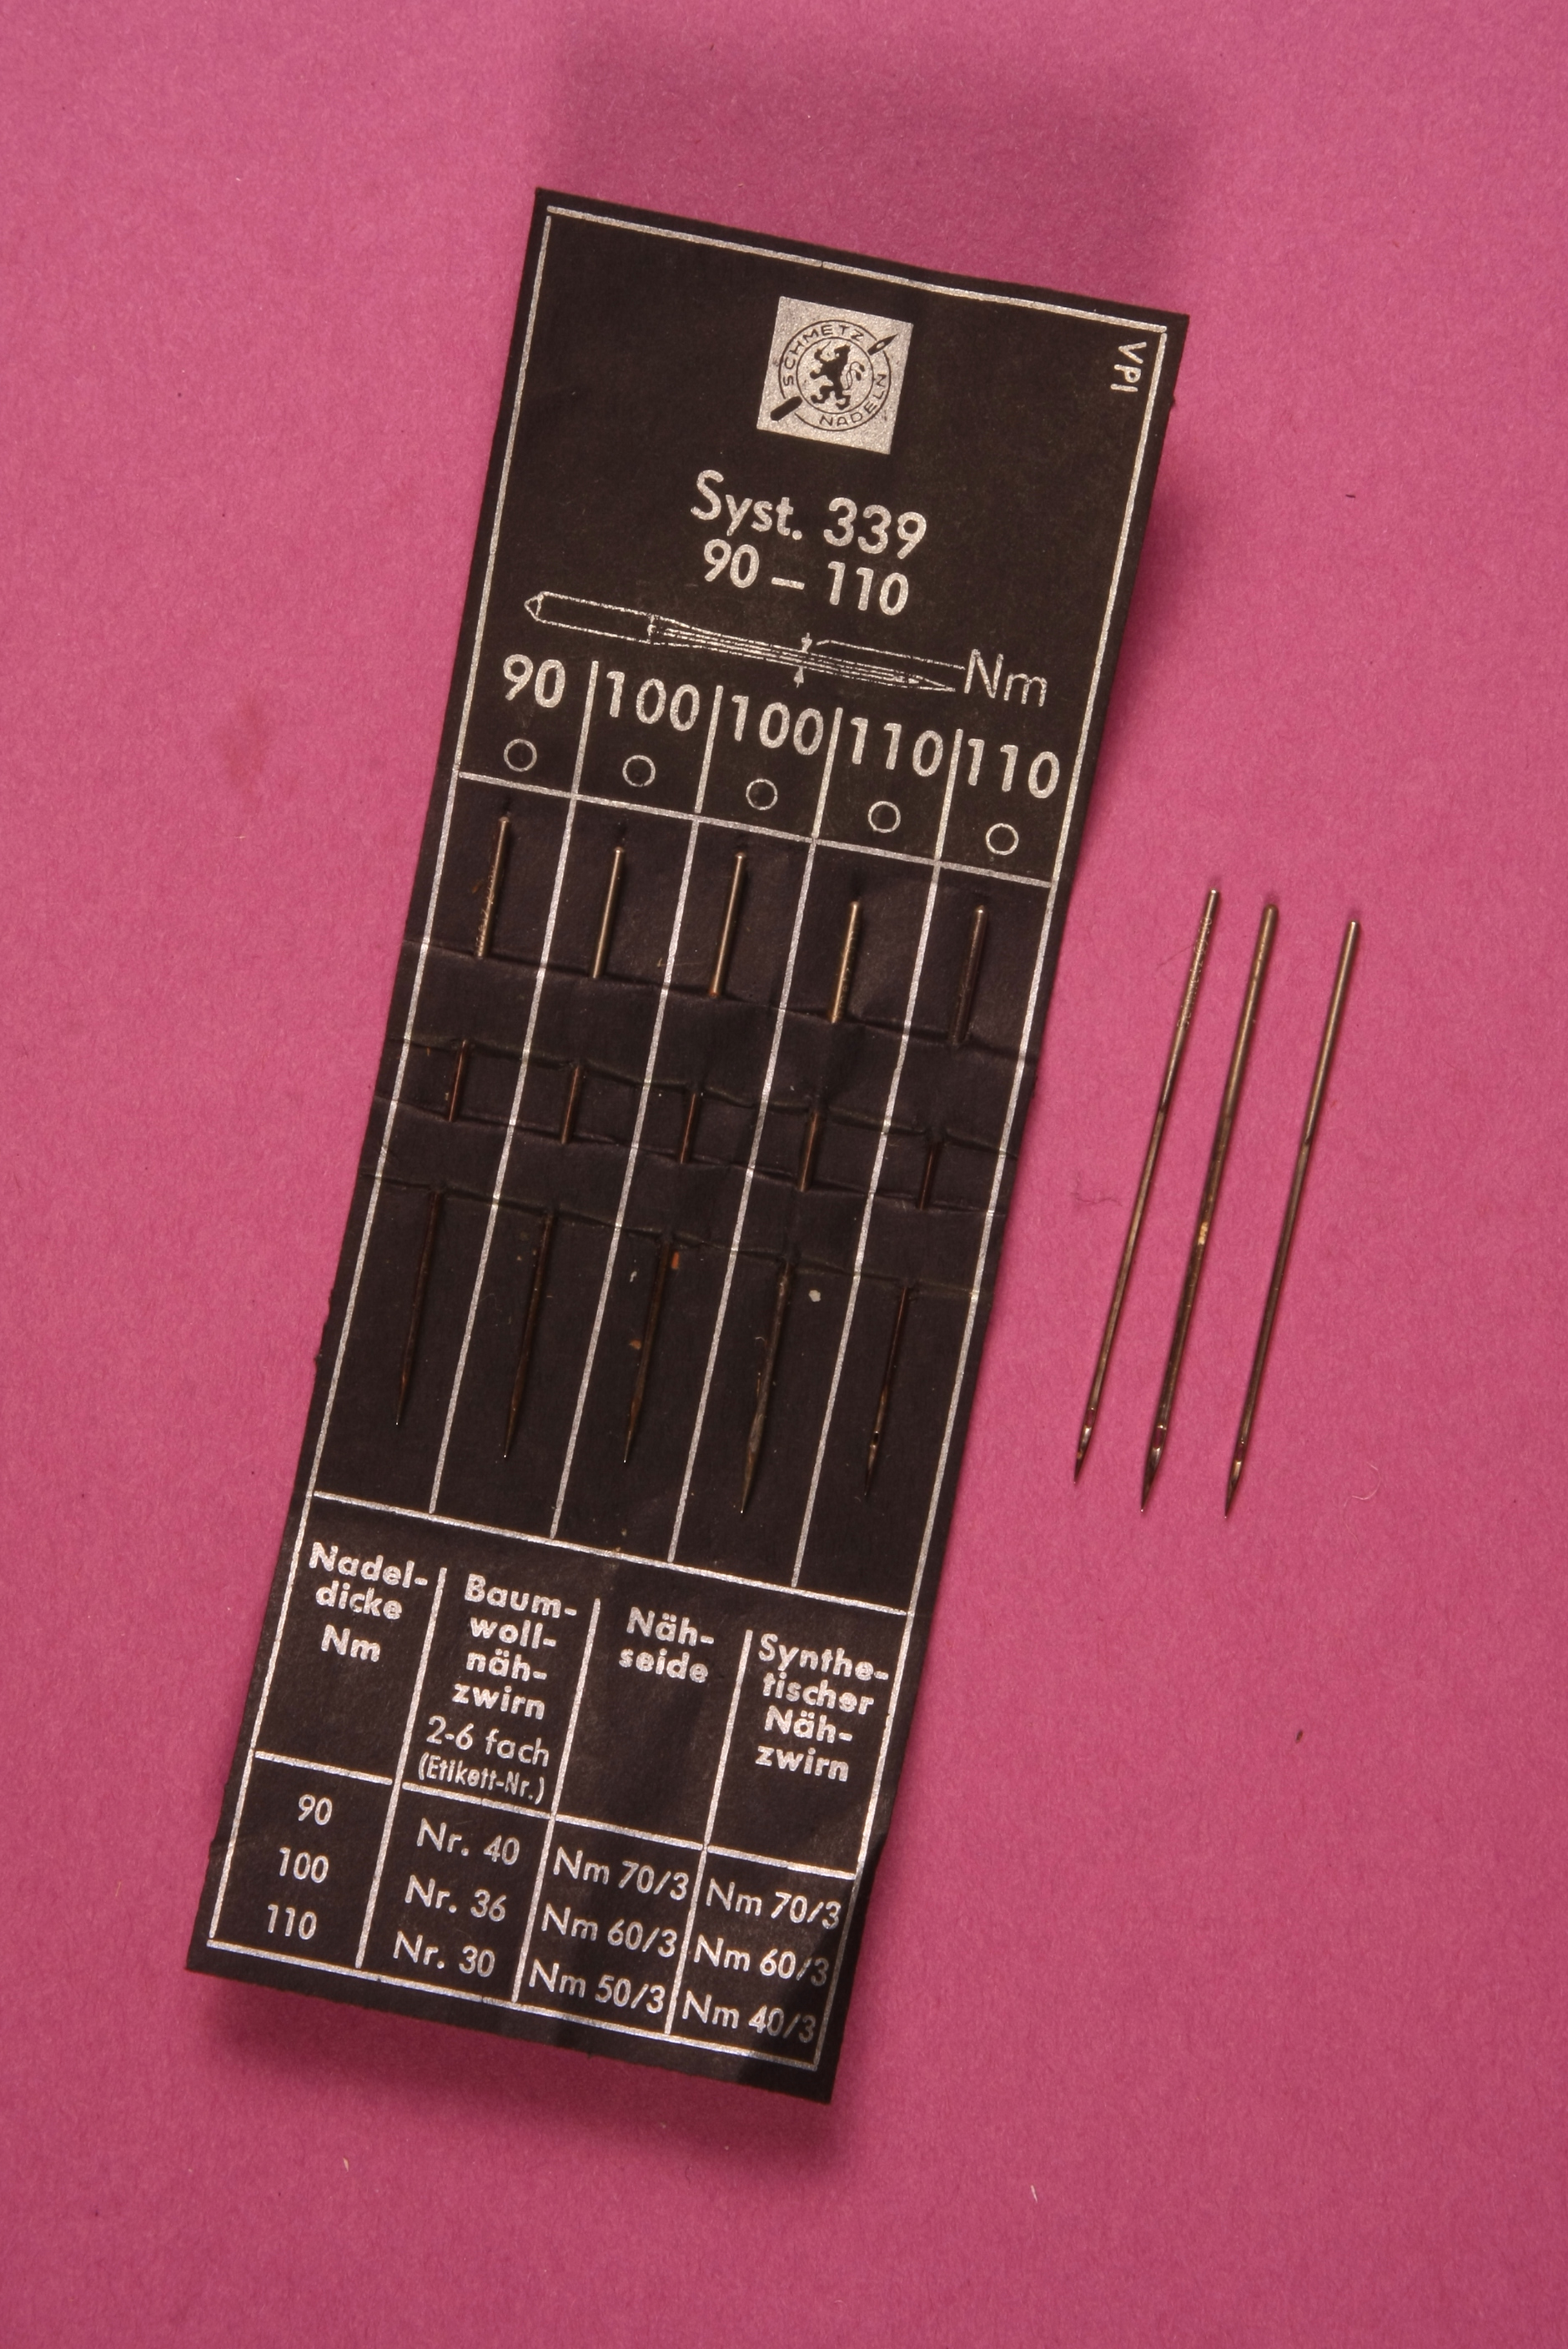 VPI
SCHMETZ
NADELN
Syst. 339
90 – 110
Nm
90 100 100 110 110
Nadel-
dicke
Nm
Baum-
woll-
näh-
zwirn
2-6 fach
(Etikett-Nr.)
Näh-
seide
Synthe-
tischer
Näh-
zwirn
90 Nr. 40 Nm 70/3 Nm 70/3
100 Nr. 36 Nm 60/3 Nm 60/3
110 Nr. 30 Nm 50/3 Nm 40/3